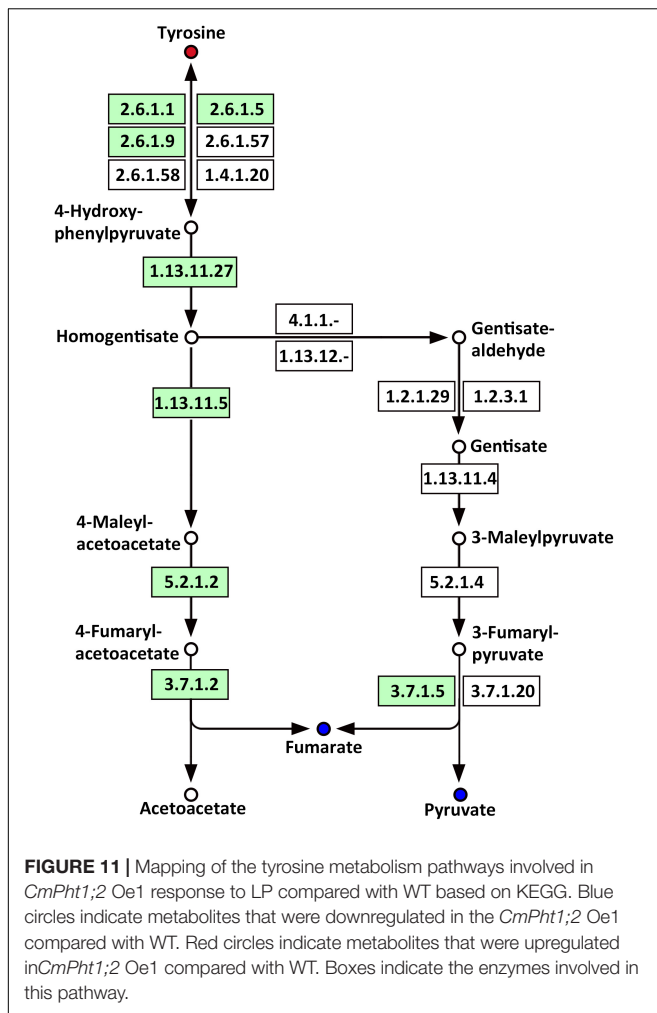 Tyrosine
2.6.1.1 2.6.1.5
2.6.1.9 2.6.1.57
2.6.1.58 1.4.1.20
4-Hydroxy-
phenylpyruvate
1.13.11.27
4.1.1.-
Homogentisate
1.13.12.-
Gentisate-
aldehyde
1.13.11.5
1.2.1.29 1.2.3.1
Gentisate
1.13.11.4
4-Maleyl-
acetoacetate
3-Maleylpyruvate
5.2.1.2
5.2.1.4
4-Fumaryl-
acetoacetate
3-Fumaryl-
pyruvate
3.7.1.2
3.7.1.5 3.7.1.20
Fumarate
Acetoacetate
Pyruvate
FIGURE 11 | Mapping of the tyrosine metabolism pathways involved in
CmPht1;2 Oe1 response to LP compared with WT based on KEGG. Blue
circles indicate metabolites that were downregulated in the CmPht1;2 Oe1
compared with WT. Red circles indicate metabolites that were upregulated
inCmPht1;2 Oe1 compared with WT. Boxes indicate the enzymes involved in
this pathway.